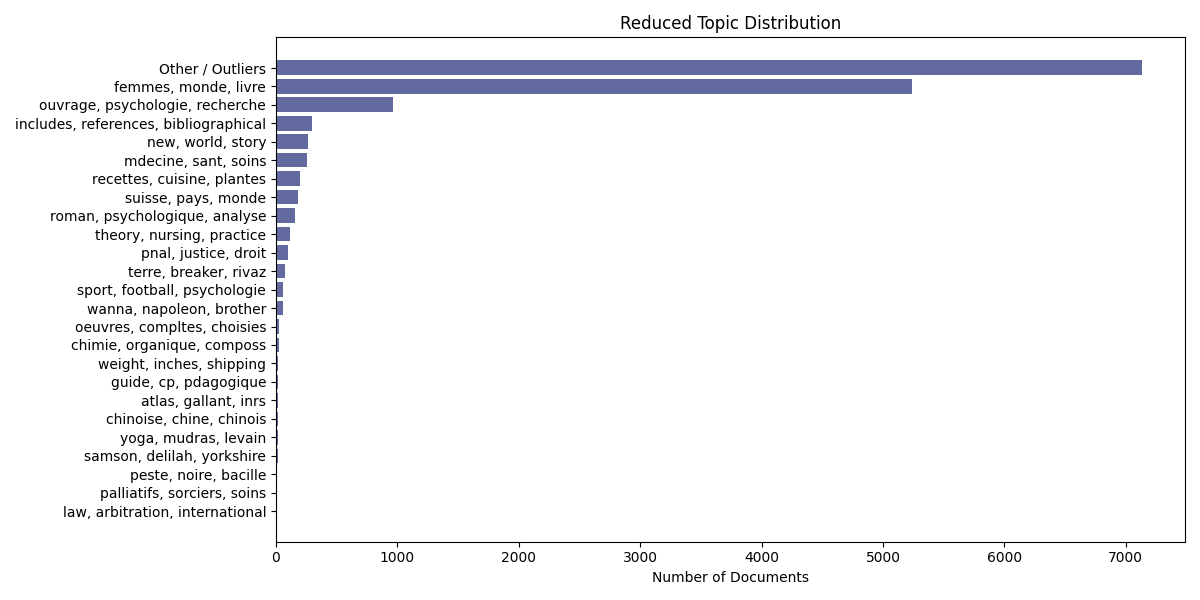 Reduced Topic Distribution
Other / Outliers
femmes, monde, livre
ouvrage, psychologie, recherche
includes, references, bibliographical
new, world, story
mdecine, sant, soins
recettes, cuisine, plantes
suisse, pays, monde
roman, psychologique, analyse
theory, nursing, practice
pnal, justice, droit
terre, breaker, rivaz
sport, football, psychologie
wanna, napoleon, brother
oeuvres, compltes, choisies
chimie, organique, composs
weight, inches, shipping
guide, cp, pdagogique
atlas, gallant, inrs
chinoise, chine, chinois
yoga, mudras, levain
samson, delilah, yorkshire
peste, noire, bacille
palliatifs, sorciers, soins
law, arbitration, international
0 1000 2000 3000 4000 5000 6000 7000
Number of Documents